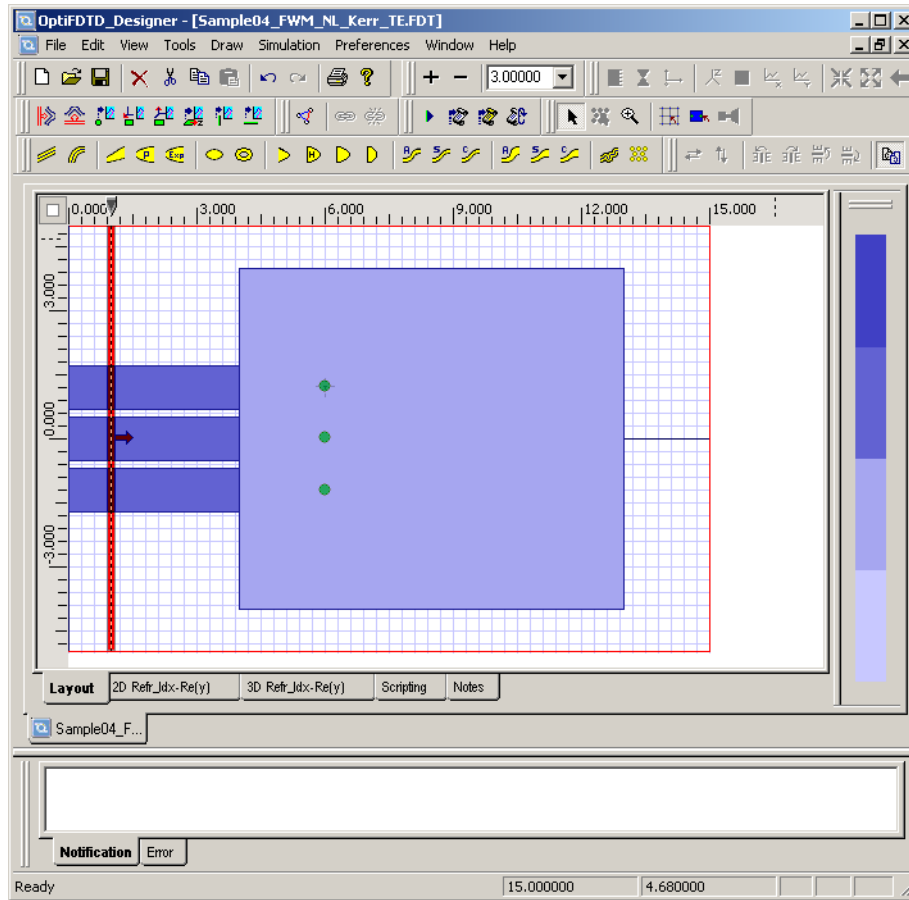 OptiFDTD_Designer - [Sample04_FWM_NL_Kerr_TE.FDT]
File Edit View Tools Draw Simulation Preferences Window Help
3.00000
0.000 3.000 6.000 9.000 12.000 15.000
3.000
0.000
-3.000
Layout 2D Refr_Idx-Re(y) 3D Refr_Idx-Re(y) Scripting Notes
Sample04_F...
Notification Error
Ready 15.000000 4.680000